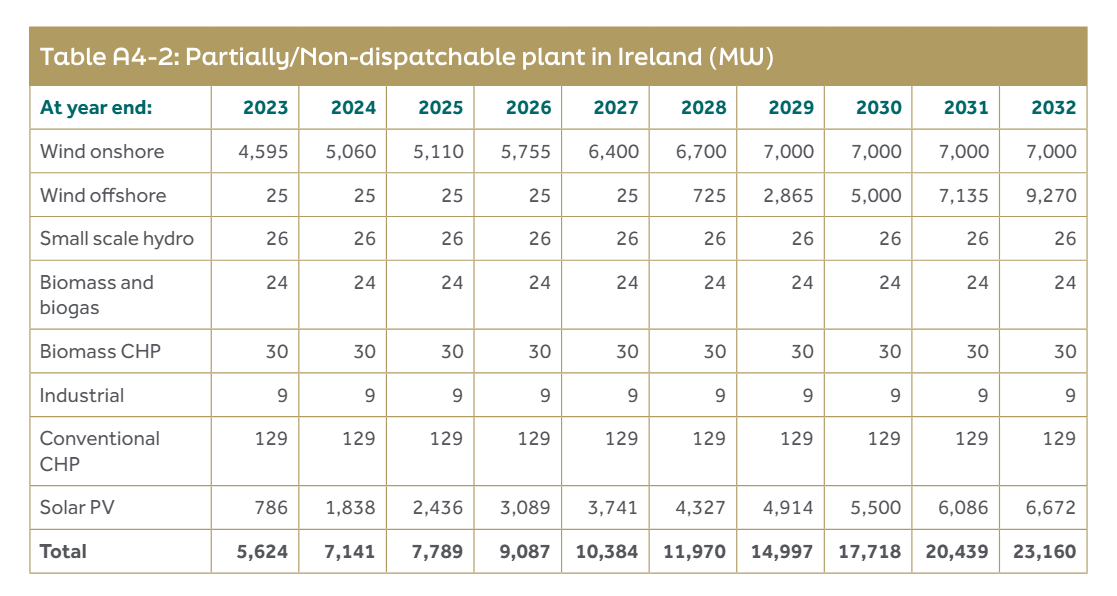 Table A4-2: Partially/Non-dispatchable plant in Ireland (MW)
At year end: 2023 2024 2025 2026 2027 2028 2029 2030 2031 2032
Wind onshore 4,595 5,060 5,110 5,755 6,400 6,700 7,000 7,000 7,000 7,000
Wind offshore 25 25 25 25 25 725 2,865 5,000 7,135 9,270
Small scale hydro 26 26 26 26 26 26 26 26 26 26
Biomass and 24 24 24 24 24 24 24 24 24 24
biogas
Biomass CHP 30 30 30 30 30 30 30 30 30 30
Industrial 9 9 9 9 9 9 9 9 9 9
Conventional 129 129 129 129 129 129 129 129 129 129
CHP
Solar PV 786 1,838 2,436 3,089 3,741 4,327 4,914 5,500 6,086 6,672
Total 5,624 7,141 7,789 9,087 10,384 11,970 14,997 17,718 20,439 23,160